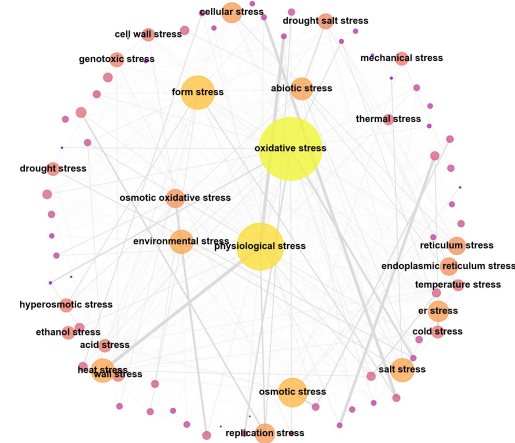 cellular stress
drought salt stress
cell wall stress
genotoxic stress
mechanical stress
form stress
abiotic stress
thermal stress
oxidative stress
drought stress
osmotic oxidative stress
environmental stress
physiological stress
reticulum stress
endoplasmic reticulum stress
temperature stress
hyperosmotic stress
er stress
ethanol stress
cold stress
acid stress
heat stress
wall stress
salt stress
osmotic stress
replication stress